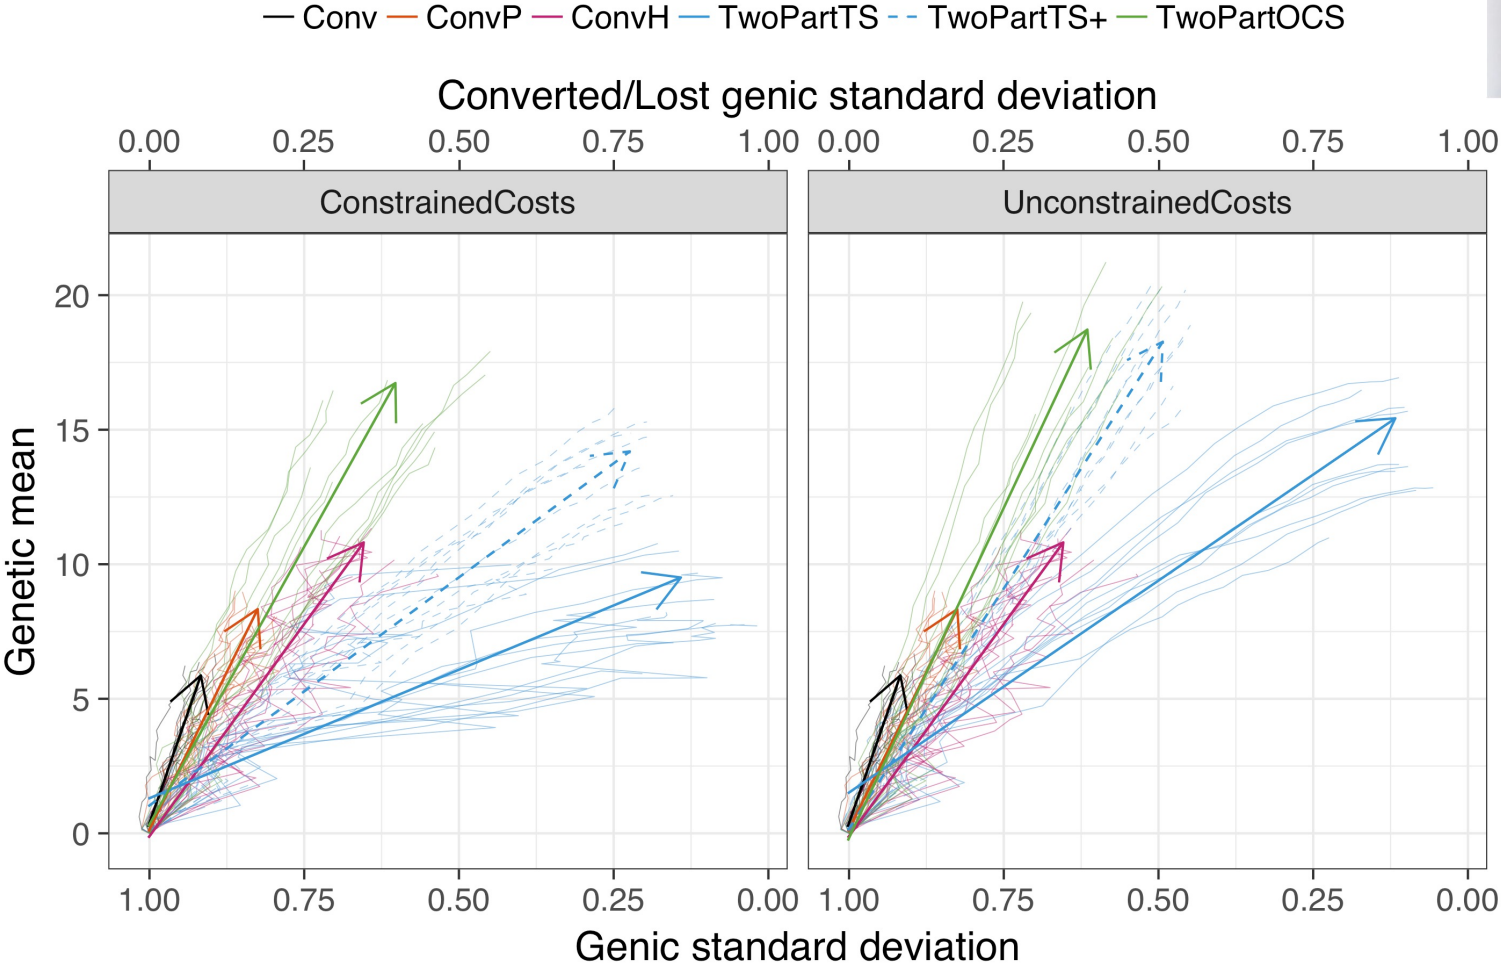 Conv ConvP ConvH TwoPartTS TwoPartTS+ TwoPartOCS
Converted/Lost genic standard deviation
0.00 0.25 0.50 0.75 1.00 0.00 0.25 0.50 0.75 1.00
ConstrainedCosts UnconstrainedCosts
Genetic mean
20
15
10
5
0
1.00 0.75 0.50 0.25 0.00 1.00 0.75 0.50 0.25 0.00
Genic standard deviation